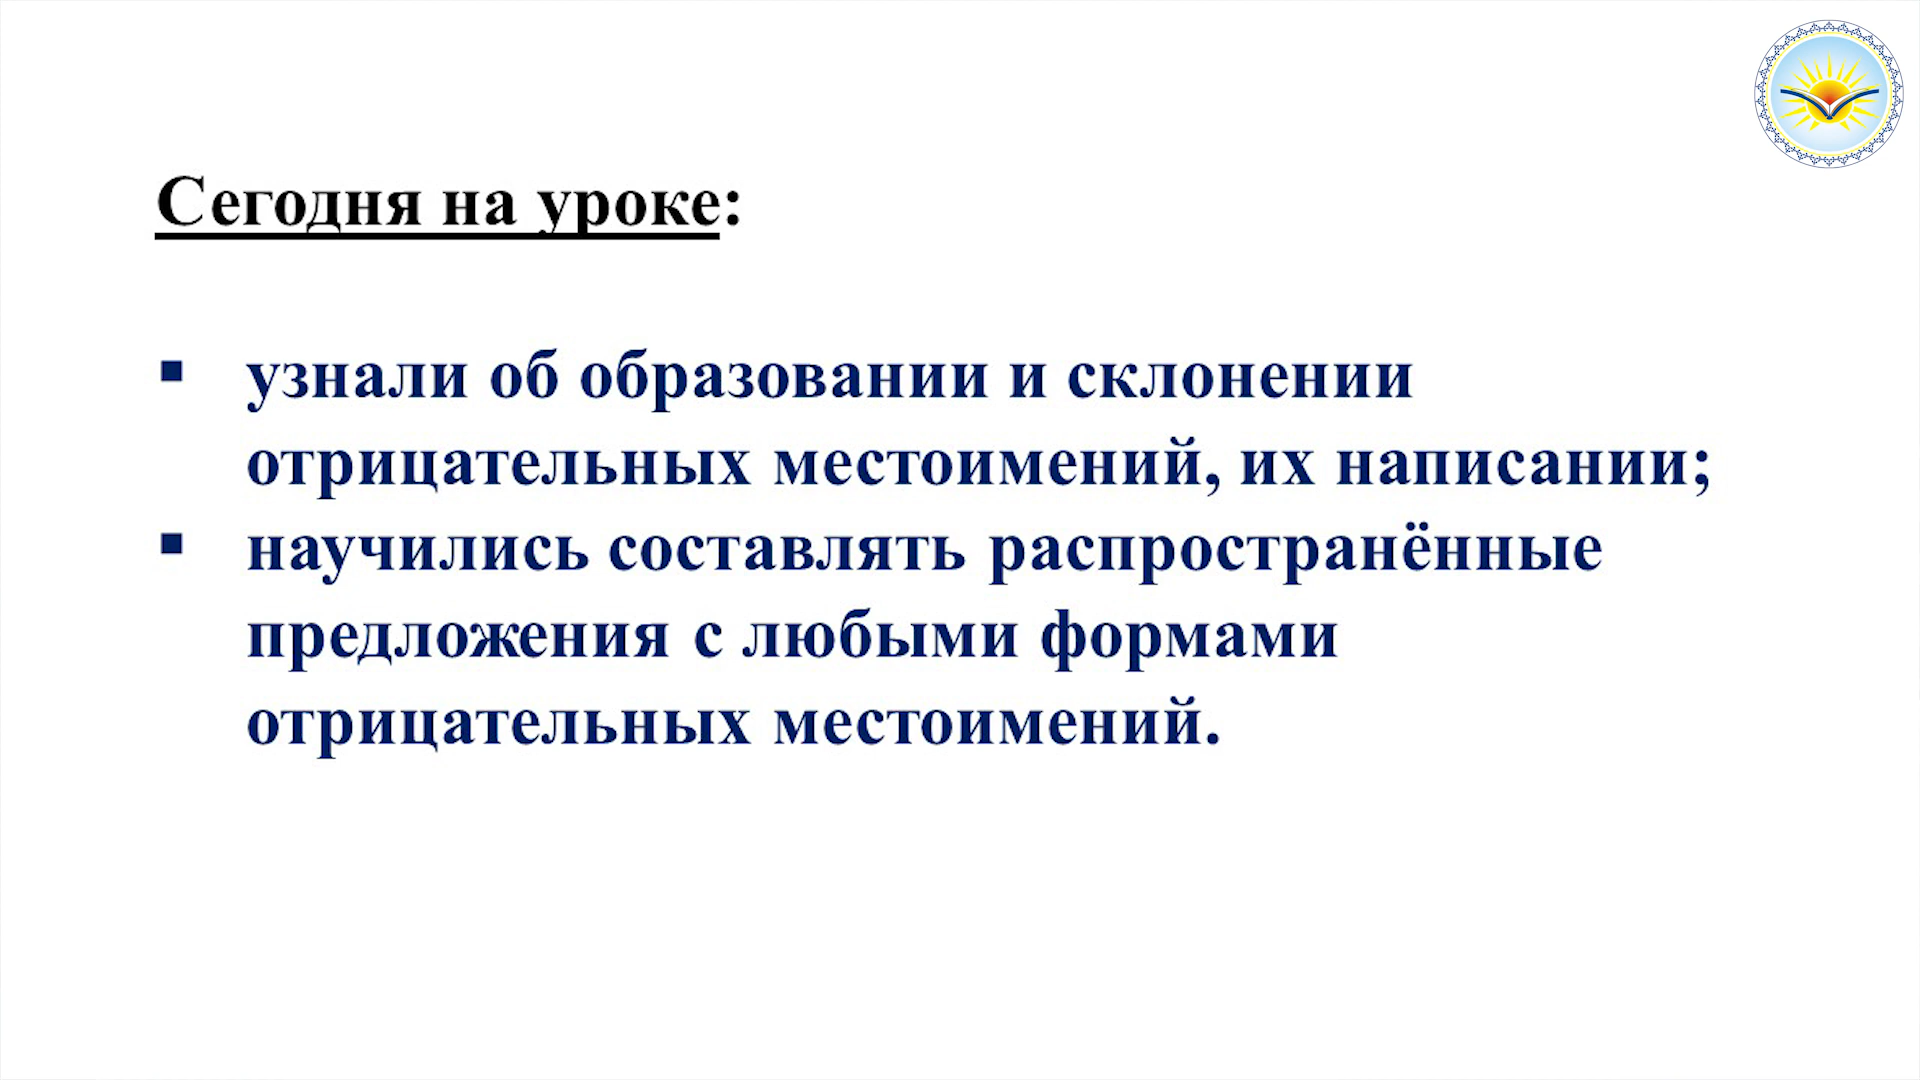 Сегодня на уроке:
▪ узнали об образовании и склонении
отрицательных местоимений, их написании;
▪ научились составлять распространённые
предложения с любыми формами
отрицательных местоимений.